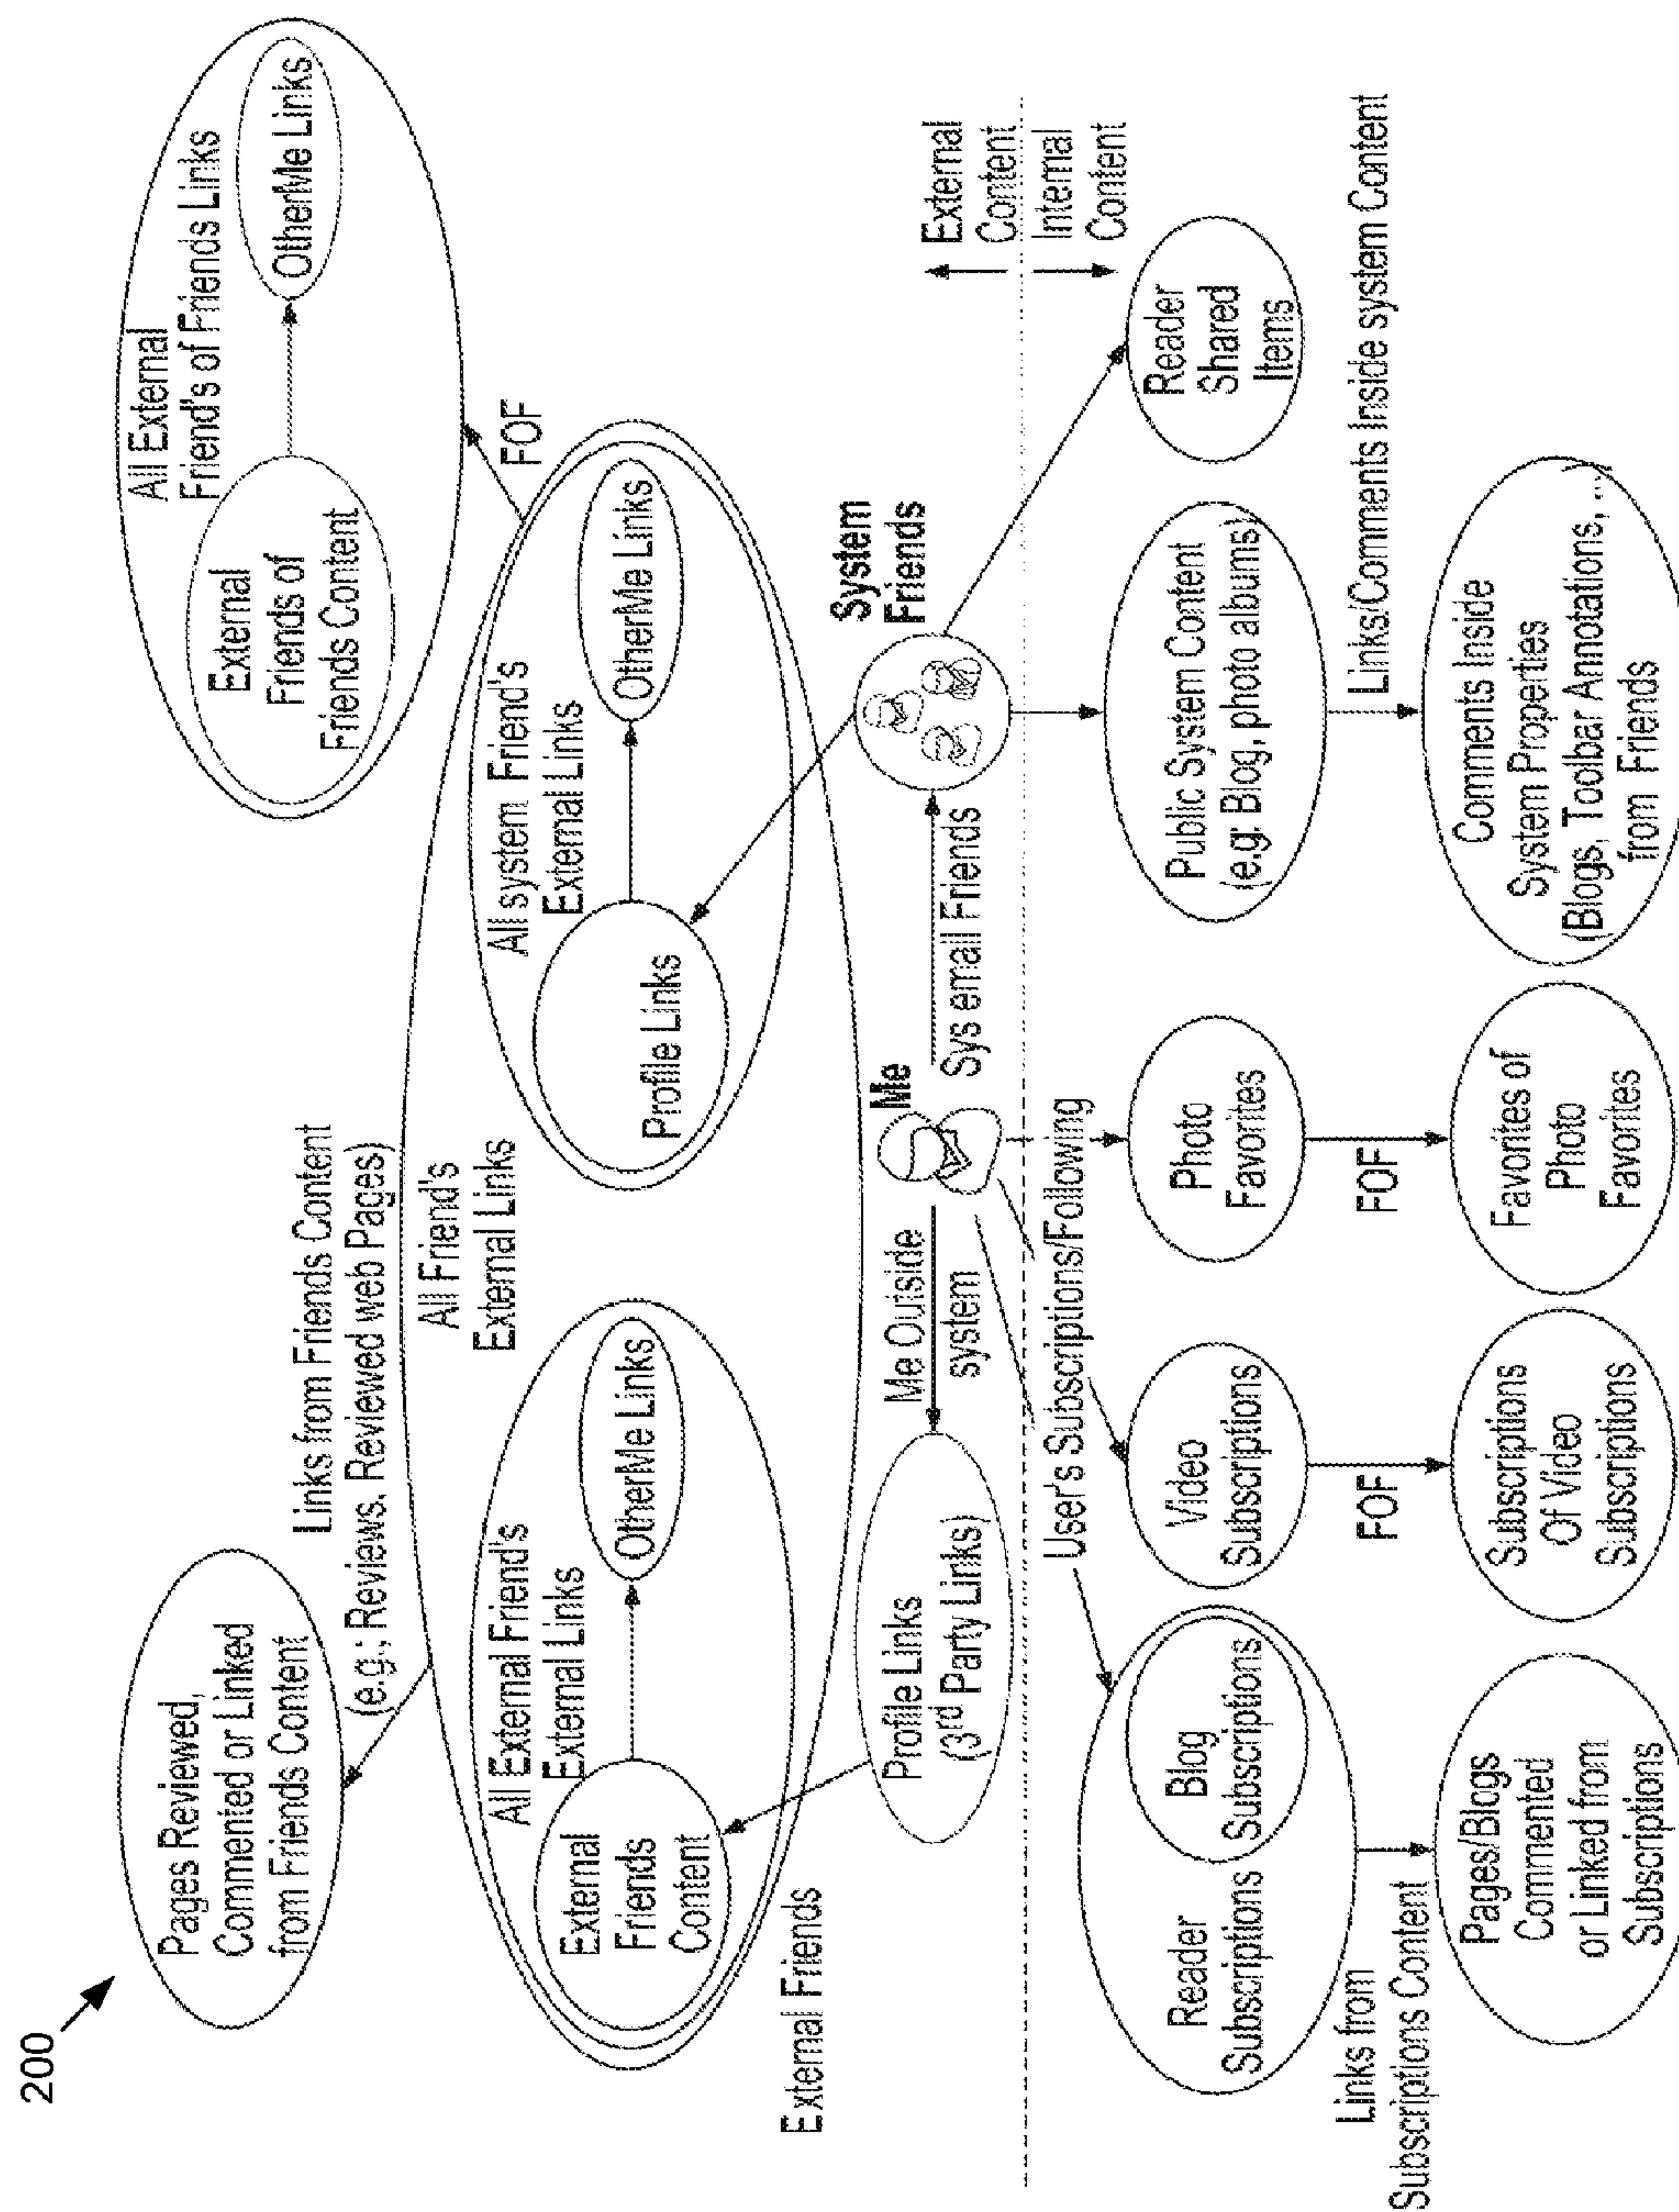 200
Pages Reviewed,
Commented or Linked
from Friends Content
Links from Friends Content
(e.g.; Reviews, Reviewed web Pages)
All External
Friend's of Friends Links
External
Friends of
Friends Content
OtherMe Links
FOF
All Friend's
External Links
All External Friend's
External Links
External
Friends
Content
OtherMe Links
All system Friend's
External Links
Profile Links
OtherMe Links
External Friends
Profile Links
(3rd Party Links)
Me Outside
system
Me
Sys email Friends
System
Friends
External
Content
Internal
Content
User's Subscriptions/Following
Reader
Subscriptions
Blog
Subscriptions
Video
Subscriptions
Photo
Favorites
Public System Content
(e.g: Blog, photo albums)
Reader
Shared
Items
Links from
Subscriptions Content
FOF
FOF
Links/Comments Inside system Content
Pages/Blogs
Commented
or Linked from
Subscriptions
Subscriptions
Of Video
Subscriptions
Favorites of
Photo
Favorites
Comments Inside
System Properties
(Blogs, Toolbar Annotations, ...)
from Friends